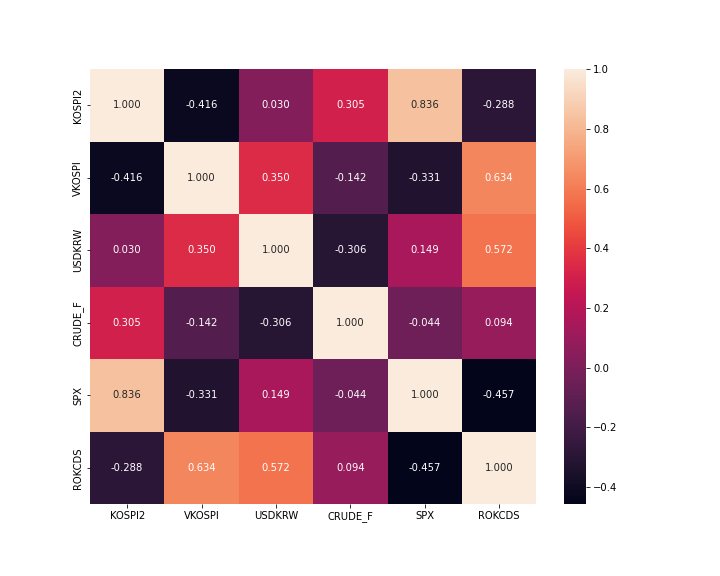 KOSPI2 1.000 -0.416 0.030 0.305 0.836 -0.288
VKOSPI -0.416 1.000 0.350 -0.142 -0.331 0.634
USDKRW 0.030 0.350 1.000 -0.306 0.149 0.572
CRUDE_F 0.305 -0.142 -0.306 1.000 -0.044 0.094
SPX 0.836 -0.331 0.149 -0.044 1.000 -0.457
ROKCDS -0.288 0.634 0.572 0.094 -0.457 1.000
KOSPI2 VKOSPI USDKRW CRUDE_F SPX ROKCDS
1.0
0.8
0.6
0.4
0.2
0.0
−0.2
−0.4